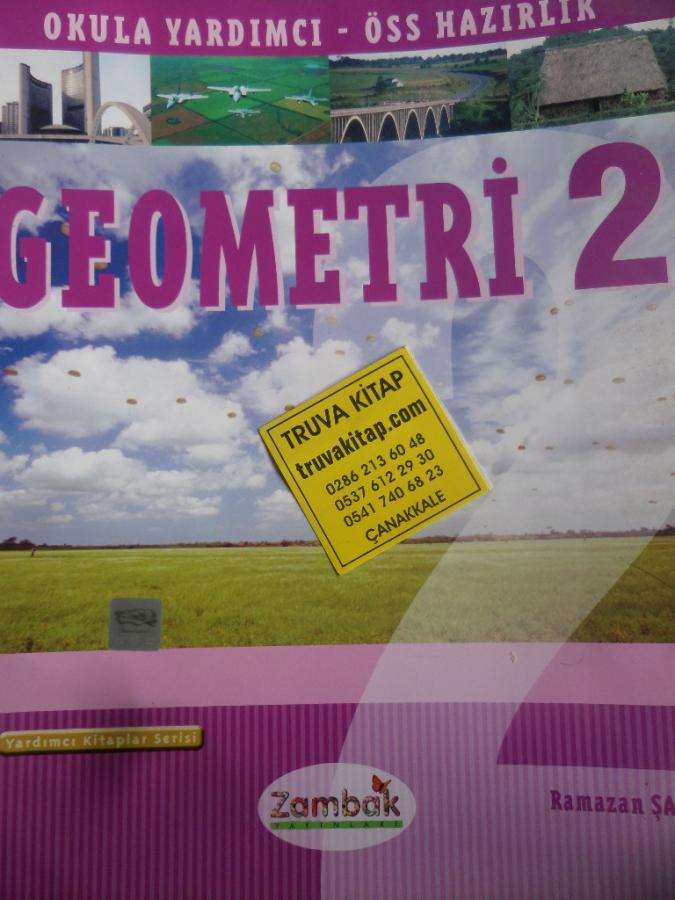 OKULA YARDIMCI - ÖSS HAZIRLIK
GEOMETRİ 2
TRUVA KİTAP
truvakitap.com
0286 213 60 48
0537 612 29 30
0541 740 68 23
ÇANAKKALE
Yardımcı Kitaplar Serisi
Zambak
YAYINLARI
Ramazan ŞA